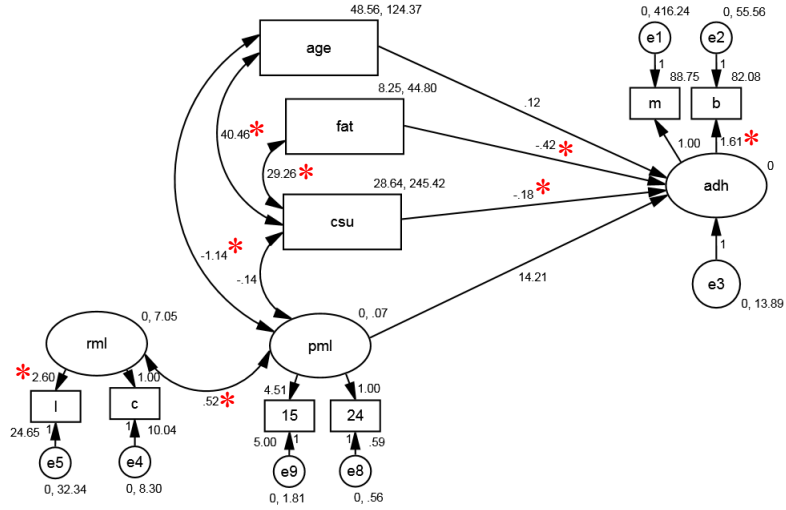 48.56, 124.37
0, 416.24
0, 55.56
e1
e2
age
1
1
88.75
82.08
8.25, 44.80
m
b
.12
fat
40.46*
1.00
1.61*
-.42*
0
29.26*
28.64, 245.42
-.18*
adh
csu
-1.14*
1
-.14
14.21
e3
0, 13.89
0, 7.05
0, .07
rml
pml
*2.60
1.00
.52*
4.51
1.00
l
c
15
24
24.65
1
1
10.04
5.00
1
1
.59
e5
e4
e9
e8
0, 32.34
0, 8.30
0, 1.81
0, .56